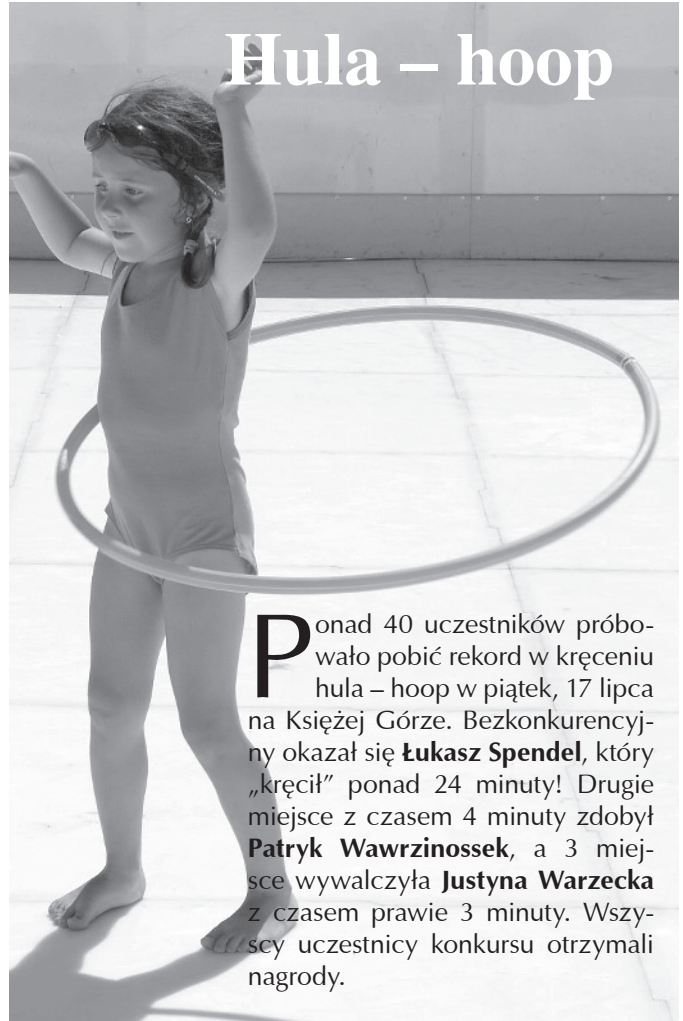 Hula – hoop
Ponad 40 uczestników próbo-
wało pobić rekord w kręceniu
hula – hoop w piątek, 17 lipca
na Księżej Górze. Bezkonkurencyj-
ny okazał się Łukasz Spendel, który
„kręcił” ponad 24 minuty! Drugie
miejsce z czasem 4 minuty zdobył
Patryk Wawrzinossek, a 3 miej-
sce wywalczyła Justyna Warzecka
z czasem prawie 3 minuty. Wszy-
scy uczestnicy konkursu otrzymali
nagrody.